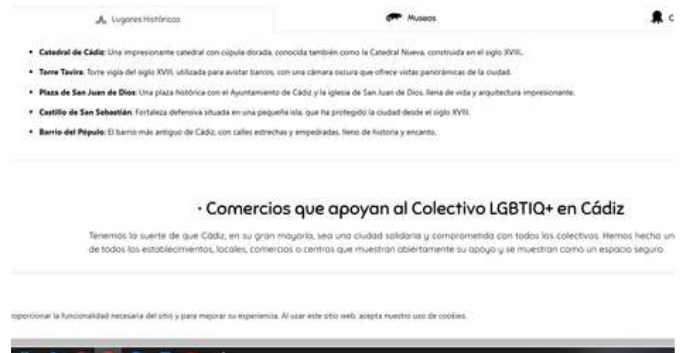 Lugares Históricos
Museos
C
• Catedral de Cádiz: Una impresionante catedral con cúpula dorada, conocida también como la Catedral Nueva, construida en el siglo XVIII.
• Torre Tavira: Torre vigía del siglo XVIII, utilizada para avistar barcos, con una cámara oscura que ofrece vistas panorámicas de la ciudad.
• Plaza de San Juan de Dios: Una plaza histórica con el Ayuntamiento de Cádiz y la iglesia de San Juan de Dios, llena de vida y arquitectura impresionante.
• Castillo de San Sebastián: Fortaleza defensiva situada en una pequeña isla, que ha protegido la ciudad desde el siglo XVIII.
• Barrio del Pópulo: El barrio más antiguo de Cádiz, con calles estrechas y empedradas, lleno de historia y encanto.
· Comercios que apoyan al Colectivo LGBTIQ+ en Cádiz
Tenemos la suerte de que Cádiz, en su gran mayoría, sea una ciudad solidaria y comprometida con todos los colectivos. Hemos hecho un
de todos los establecimientos, locales, comercios o centros que muestran abiertamente su apoyo y se muestran como un espacio seguro.
roporcionar la funcionalidad necesaria del sitio y para mejorar su experiencia. Al usar este sitio web, acepta nuestro uso de cookies.